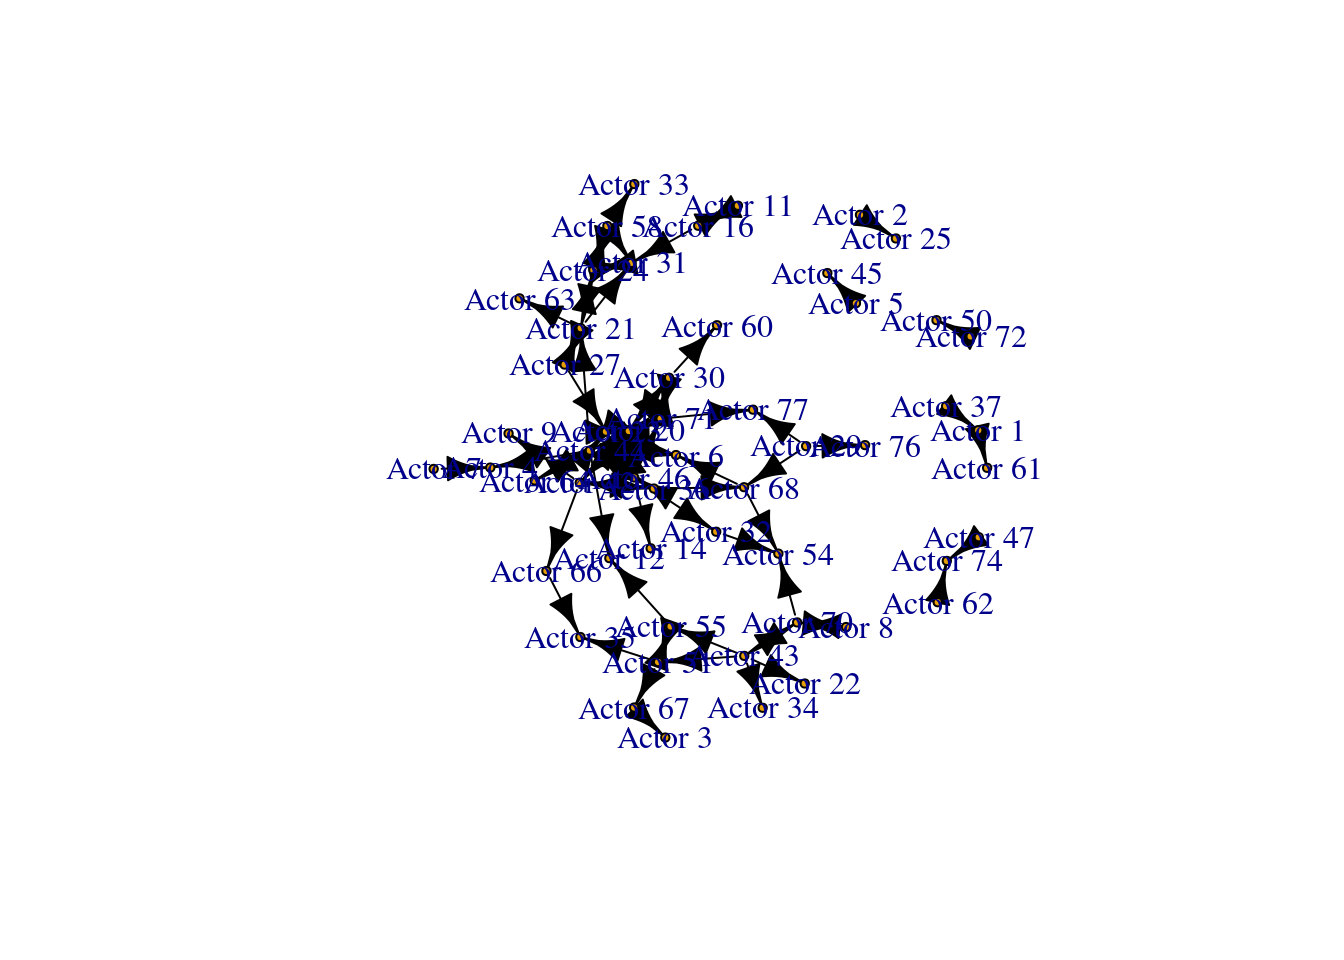 Actor 33
Actor 11
Actor 58
Actor 16
Actor 2
Actor 25
Actor 31
Actor 24
Actor 45
Actor 63
Actor 5
Actor 21
Actor 60
Actor 50
Actor 72
Actor 27
Actor 30
Actor 37
Actor 77
Actor 71
Actor 9
Actor 1
Actor 20
Actor 76
Actor 6
Actor 61
Actor 46
Actor 68
Actor 32
Actor 47
Actor 14
Actor 12
Actor 54
Actor 74
Actor 66
Actor 62
Actor 70
Actor 8
Actor 55
Actor 35
Actor 43
Actor 51
Actor 22
Actor 67
Actor 34
Actor 3